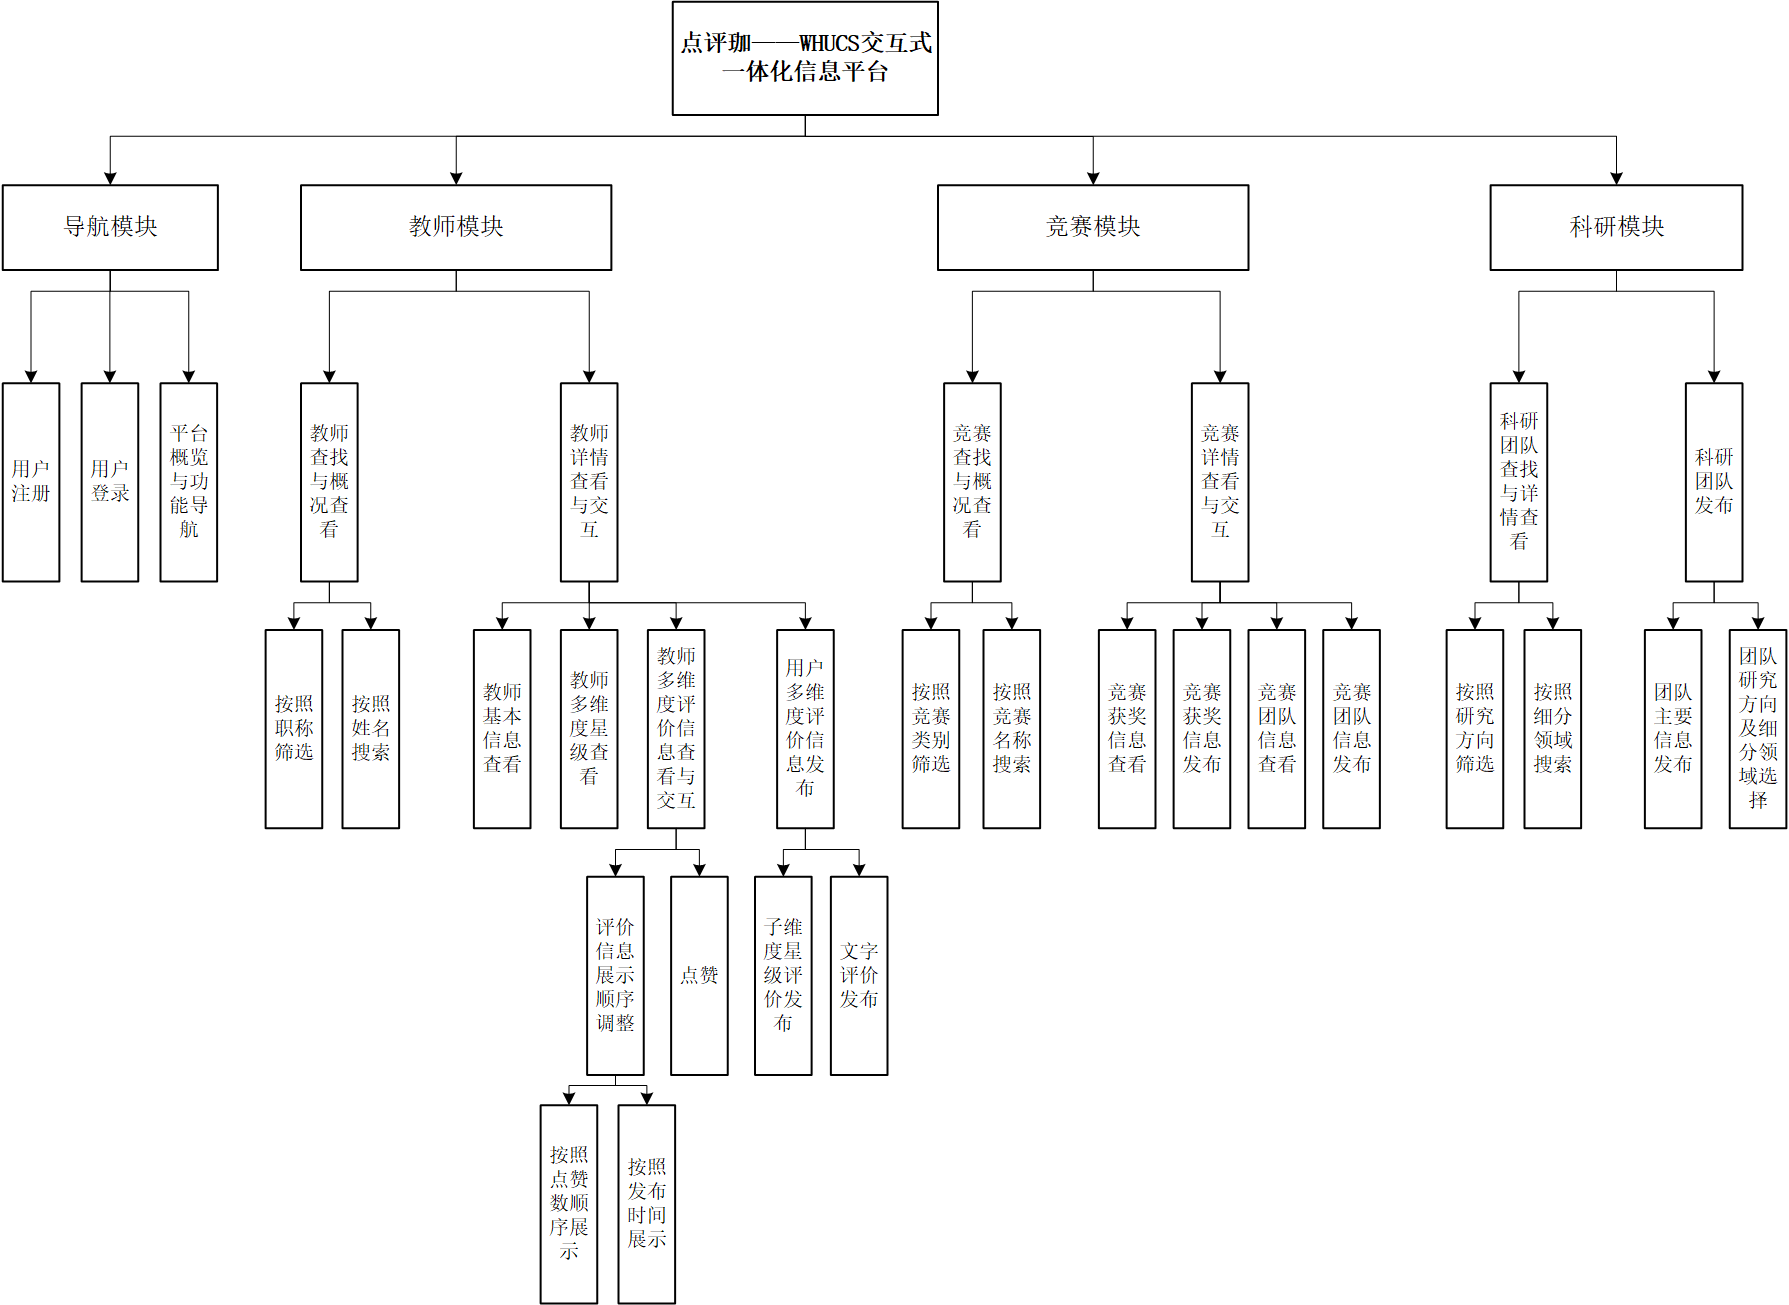 点评珈——WHUCS交互式
一体化信息平台
导航模块
教师模块
竞赛模块
科研模块
用户
注册
用户
登录
平台
概览
与功
能导
航
教师
查找
与概
况查
看
教师
详情
查看
与交
互
竞赛
查找
与概
况查
看
竞赛
详情
查看
与交
互
科研
团队
查找
与详
情查
看
科研
团队
发布
按照
职称
筛选
按照
姓名
搜索
教师
基本
信息
查看
教师
多维
度星
级查
看
教师
多维
度评
价信
息查
看与
交互
用户
多维
度评
价信
息发
布
按照
竞赛
类别
筛选
按照
竞赛
名称
搜索
竞赛
获奖
信息
查看
竞赛
获奖
信息
发布
竞赛
团队
信息
查看
竞赛
团队
信息
发布
按照
研究
方向
筛选
按照
细分
领域
搜索
团队
主要
信息
发布
团队
研究
方向
及细
分领
域选
择
评价
信息
展示
顺序
调整
点赞
子维
度星
级评
价发
布
文字
评价
发布
按照
点赞
数顺
序展
示
按照
发布
时间
展示